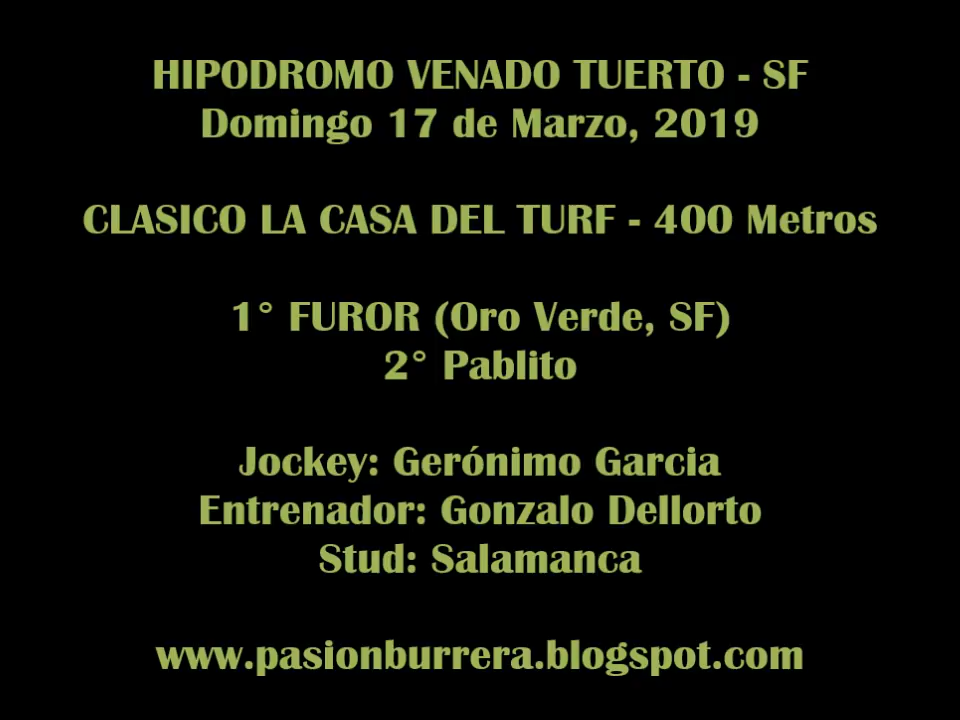 HIPODROMO VENADO TUERTO - SF
Domingo 17 de Marzo, 2019
CLASICO LA CASA DEL TURF - 400 Metros
1° FUROR (Oro Verde, SF)
2° Pablito
Jockey: Gerónimo Garcia
Entrenador: Gonzalo Dellorto
Stud: Salamanca
www.pasionburrera.blogspot.com